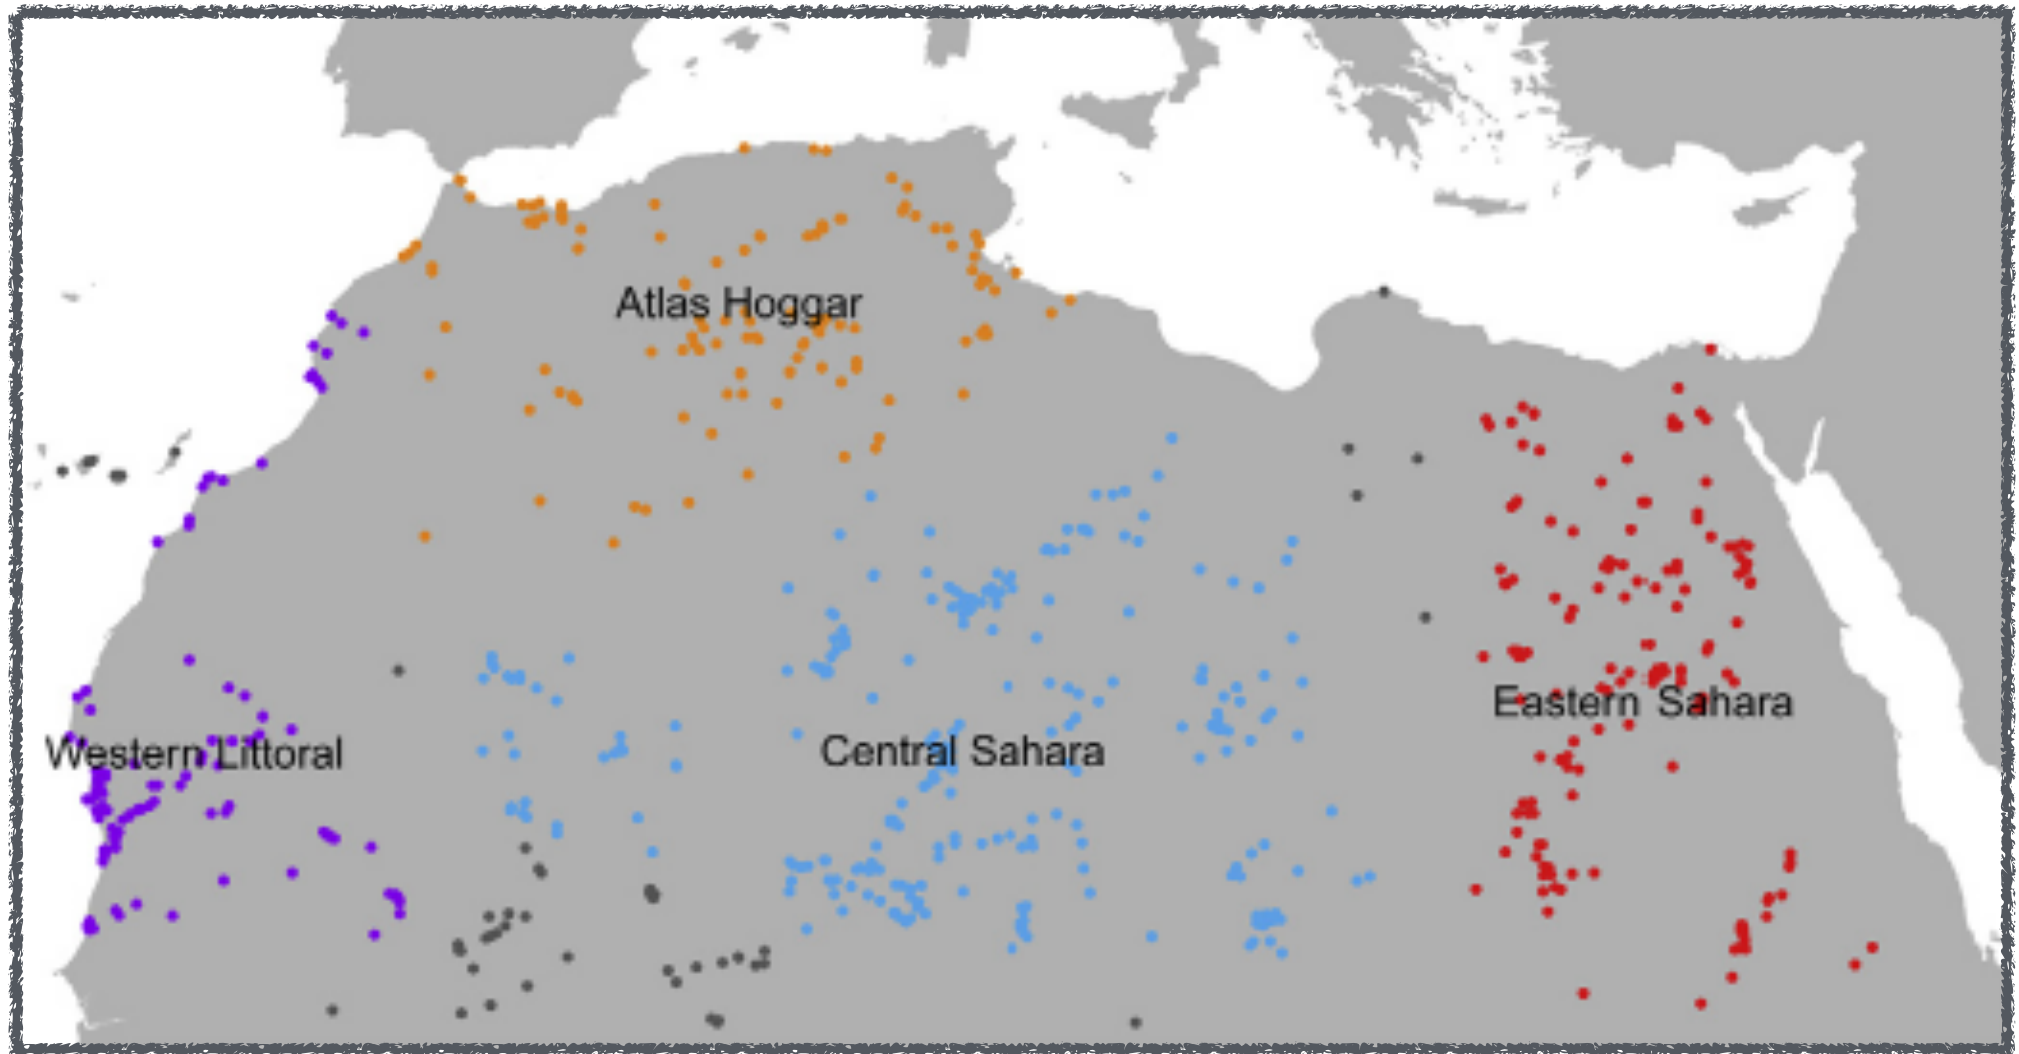 Atlas Hoggar
Eastern Sahara
Western Littoral
Central Sahara